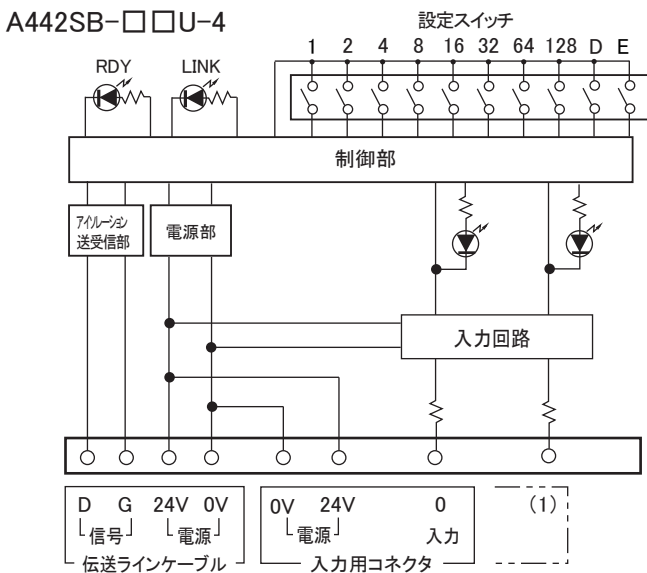 A442SB-□□U-4
設定スイッチ
1 2 4 8 16 32 64 128 D E
RDY LINK
制御部
アイソレーション
送受信部
電源部
入力回路
D G 24V 0V
信号 電源
伝送ラインケーブル
0V 24V 0
電源 入力
入力用コネクタ
(1)